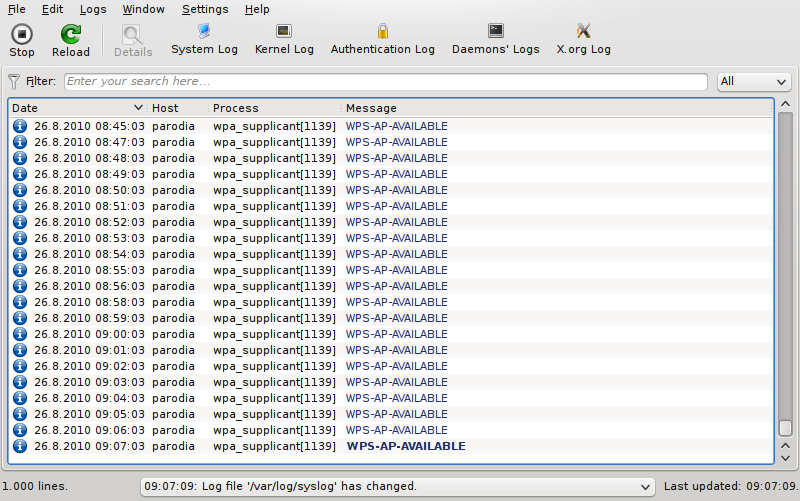 File Edit Logs Window Settings Help
Stop Reload Details System Log Kernel Log Authentication Log Daemons' Logs X.org Log
Filter: Enter your search here... All
Date Host Process Message
26.8.2010 08:45:03 parodia wpa_supplicant[1139] WPS-AP-AVAILABLE
26.8.2010 08:47:03 parodia wpa_supplicant[1139] WPS-AP-AVAILABLE
26.8.2010 08:48:03 parodia wpa_supplicant[1139] WPS-AP-AVAILABLE
26.8.2010 08:49:03 parodia wpa_supplicant[1139] WPS-AP-AVAILABLE
26.8.2010 08:50:03 parodia wpa_supplicant[1139] WPS-AP-AVAILABLE
26.8.2010 08:51:03 parodia wpa_supplicant[1139] WPS-AP-AVAILABLE
26.8.2010 08:52:03 parodia wpa_supplicant[1139] WPS-AP-AVAILABLE
26.8.2010 08:53:03 parodia wpa_supplicant[1139] WPS-AP-AVAILABLE
26.8.2010 08:54:03 parodia wpa_supplicant[1139] WPS-AP-AVAILABLE
26.8.2010 08:55:03 parodia wpa_supplicant[1139] WPS-AP-AVAILABLE
26.8.2010 08:56:03 parodia wpa_supplicant[1139] WPS-AP-AVAILABLE
26.8.2010 08:58:03 parodia wpa_supplicant[1139] WPS-AP-AVAILABLE
26.8.2010 08:59:03 parodia wpa_supplicant[1139] WPS-AP-AVAILABLE
26.8.2010 09:00:03 parodia wpa_supplicant[1139] WPS-AP-AVAILABLE
26.8.2010 09:01:03 parodia wpa_supplicant[1139] WPS-AP-AVAILABLE
26.8.2010 09:02:03 parodia wpa_supplicant[1139] WPS-AP-AVAILABLE
26.8.2010 09:03:03 parodia wpa_supplicant[1139] WPS-AP-AVAILABLE
26.8.2010 09:04:03 parodia wpa_supplicant[1139] WPS-AP-AVAILABLE
26.8.2010 09:05:03 parodia wpa_supplicant[1139] WPS-AP-AVAILABLE
26.8.2010 09:06:03 parodia wpa_supplicant[1139] WPS-AP-AVAILABLE
26.8.2010 09:07:03 parodia wpa_supplicant[1139] WPS-AP-AVAILABLE
1.000 lines. 09:07:09: Log file '/var/log/syslog' has changed. Last updated: 09:07:09.